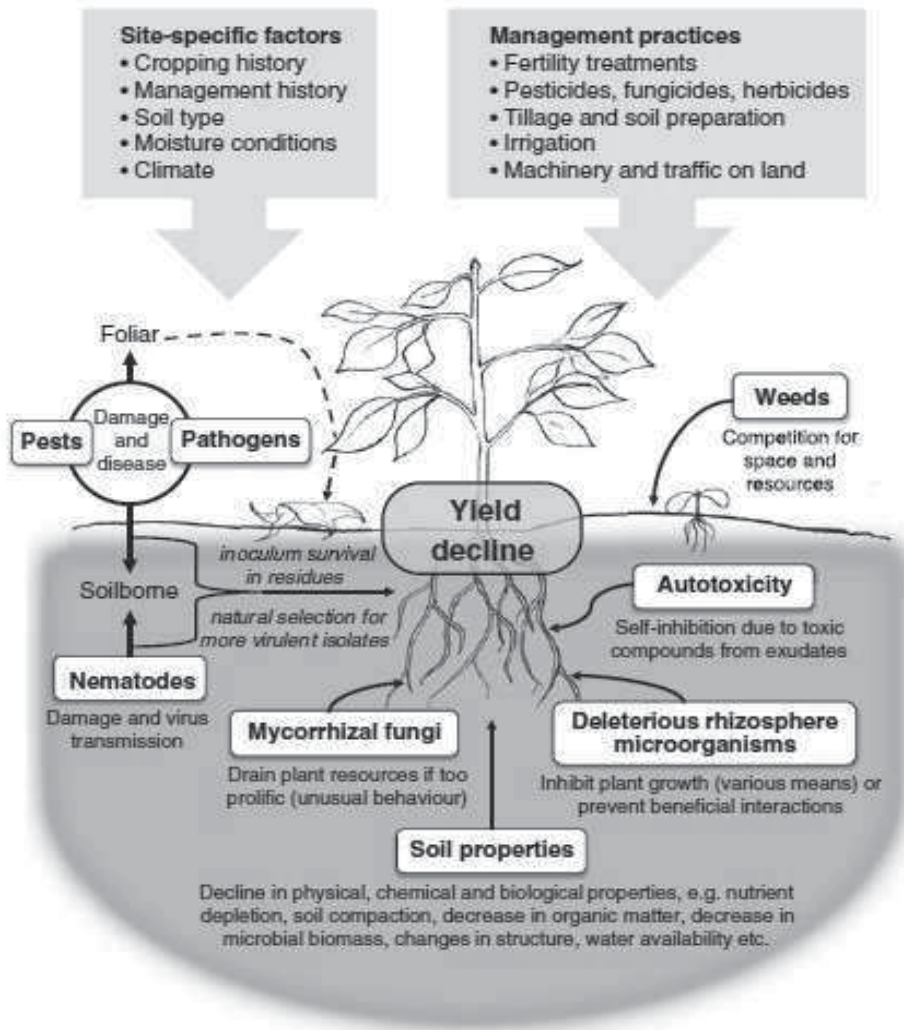 Site-specific factors
• Cropping history
• Management history
• Soil type
• Moisture conditions
• Climate
Management practices
• Fertility treatments
• Pesticides, fungicides, herbicides
• Tillage and soil preparation
• Irrigation
• Machinery and traffic on land
Foliar
Pests
Damage
and
disease
Pathogens
Weeds
Competition for
space and
resources
Yield
decline
inoculum survival
in residues
Soilborne
natural selection for
more virulent isolates
Autotoxicity
Self-inhibition due to toxic
compounds from exudates
Nematodes
Damage and virus
transmission
Mycorrhizal fungi
Drain plant resources if too
prolific (unusual behaviour)
Deleterious rhizosphere
microorganisms
Inhibit plant growth (various means) or
prevent beneficial interactions
Soil properties
Decline in physical, chemical and biological properties, e.g. nutrient
depletion, soil compaction, decrease in organic matter, decrease in
microbial biomass, changes in structure, water availability etc.